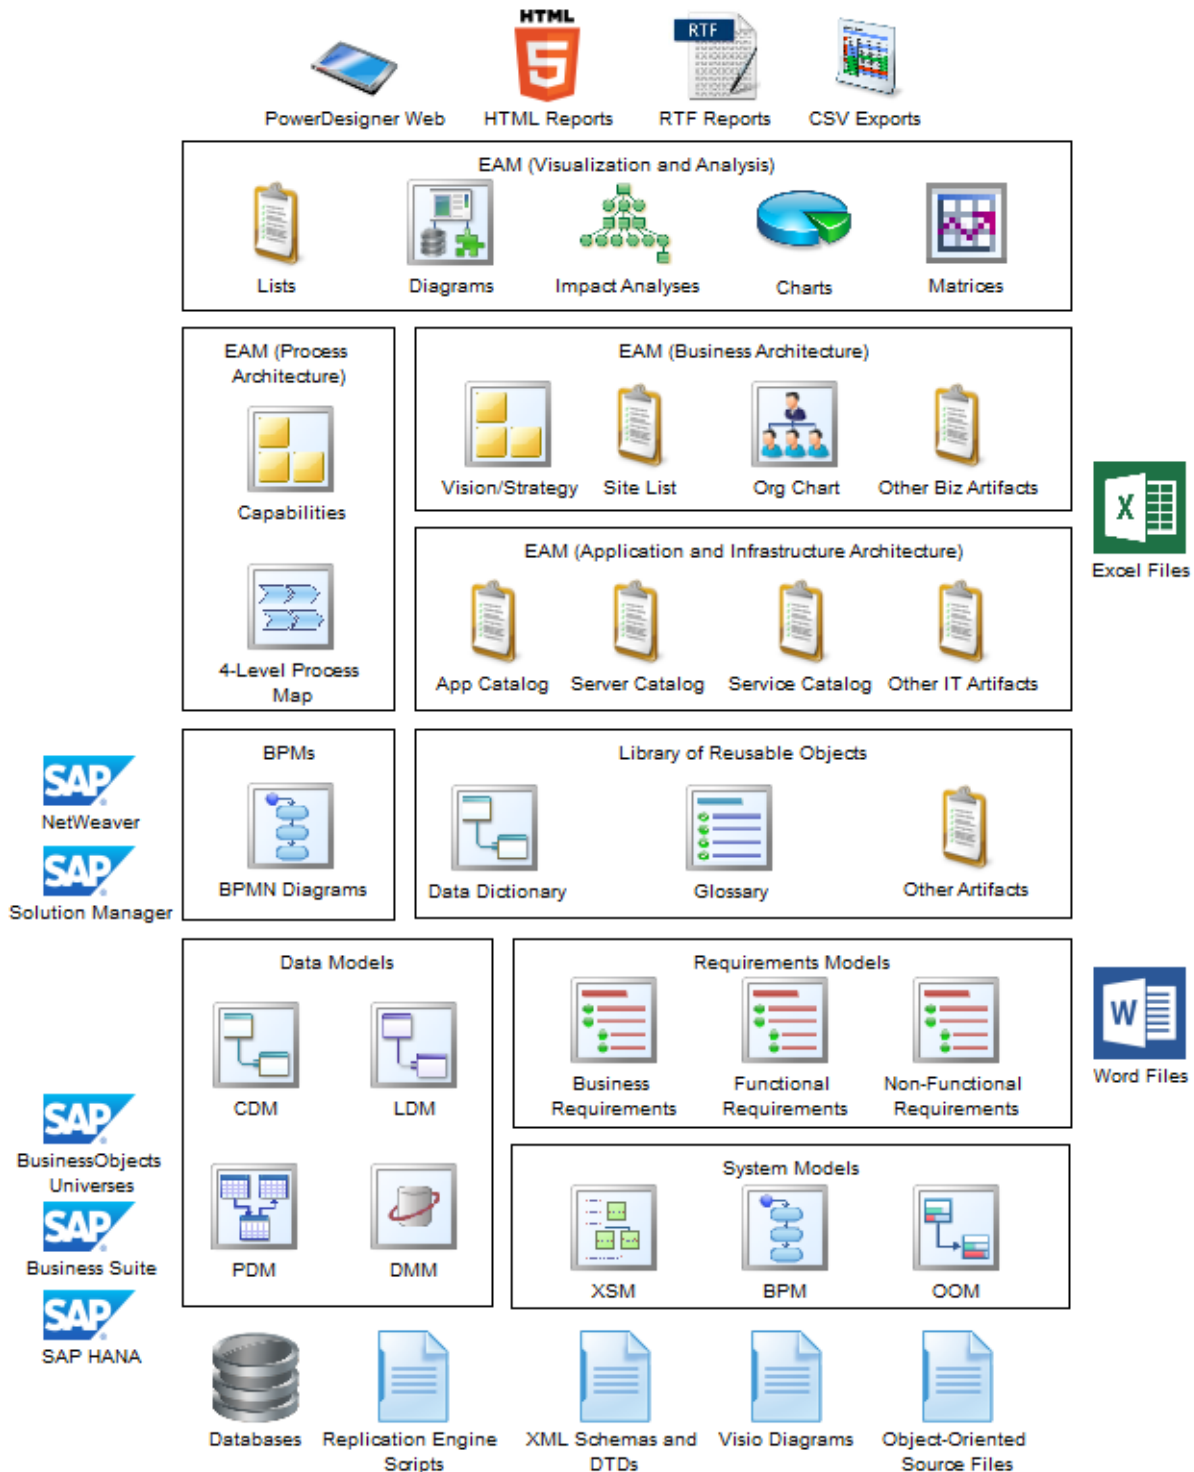 HTML
5
RTF
PowerDesigner Web
HTML Reports
RTF Reports
CSV Exports
EAM (Visualization and Analysis)
Lists
Diagrams
Impact Analyses
Charts
Matrices
EAM (Process
Architecture)
Capabilities
4-Level Process
Map
EAM (Business Architecture)
Vision/Strategy
Site List
Org Chart
Other Biz Artifacts
X
Excel Files
EAM (Application and Infrastructure Architecture)
App Catalog
Server Catalog
Service Catalog
Other IT Artifacts
SAP
NetWeaver
SAP
Solution Manager
BPMs
BPMN Diagrams
Library of Reusable Objects
Data Dictionary
Glossary
Other Artifacts
Data Models
CDM
LDM
PDM
DMM
Requirements Models
Business
Requirements
Functional
Requirements
Non-Functional
Requirements
W
Word Files
SAP
BusinessObjects
Universes
SAP
Business Suite
SAP
SAP HANA
System Models
XSM
BPM
OOM
Databases
Replication Engine
Scripts
XML Schemas and
DTDs
Visio Diagrams
Object-Oriented
Source Files